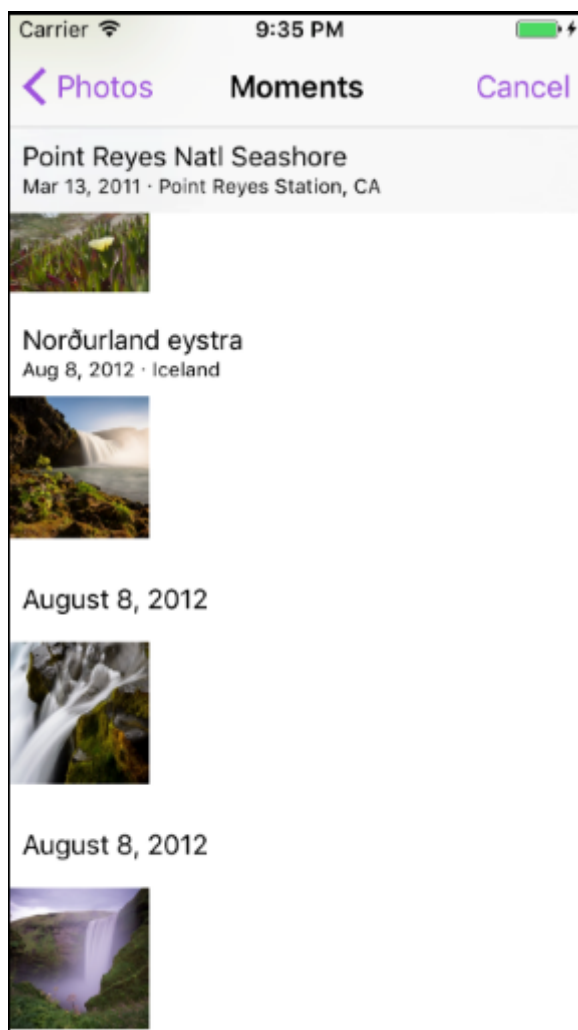 Carrier
9:35 PM
Photos
Moments
Cancel
Point Reyes Natl Seashore
Mar 13, 2011 · Point Reyes Station, CA
Norðurland eystra
Aug 8, 2012 · Iceland
August 8, 2012
August 8, 2012